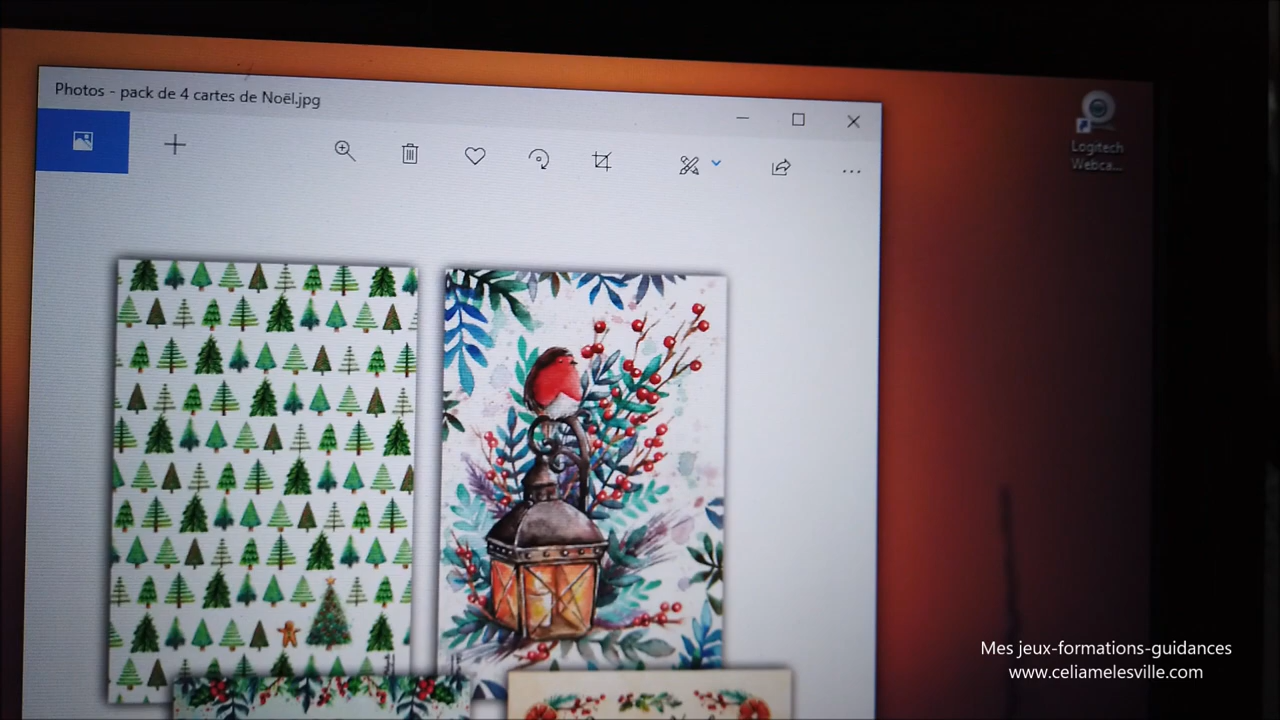 Photos - pack de 4 cartes de Noël.jpg
Logitech
Webca...
Mes jeux-formations-guidances
www.celiamelesville.com